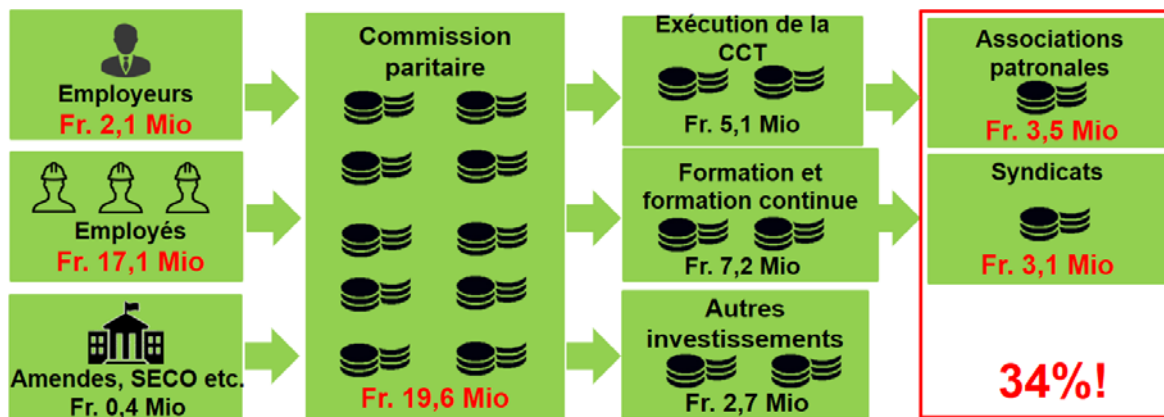 Employeurs
Fr. 2,1 Mio
Employés
Fr. 17,1 Mio
Amendes, SECO etc.
Fr. 0,4 Mio
Commission
paritaire
Fr. 19,6 Mio
Exécution de la
CCT
Fr. 5,1 Mio
Formation et
formation continue
Fr. 7,2 Mio
Autres
investissements
Fr. 2,7 Mio
Associations
patronales
Fr. 3,5 Mio
Syndicats
Fr. 3,1 Mio
34%!